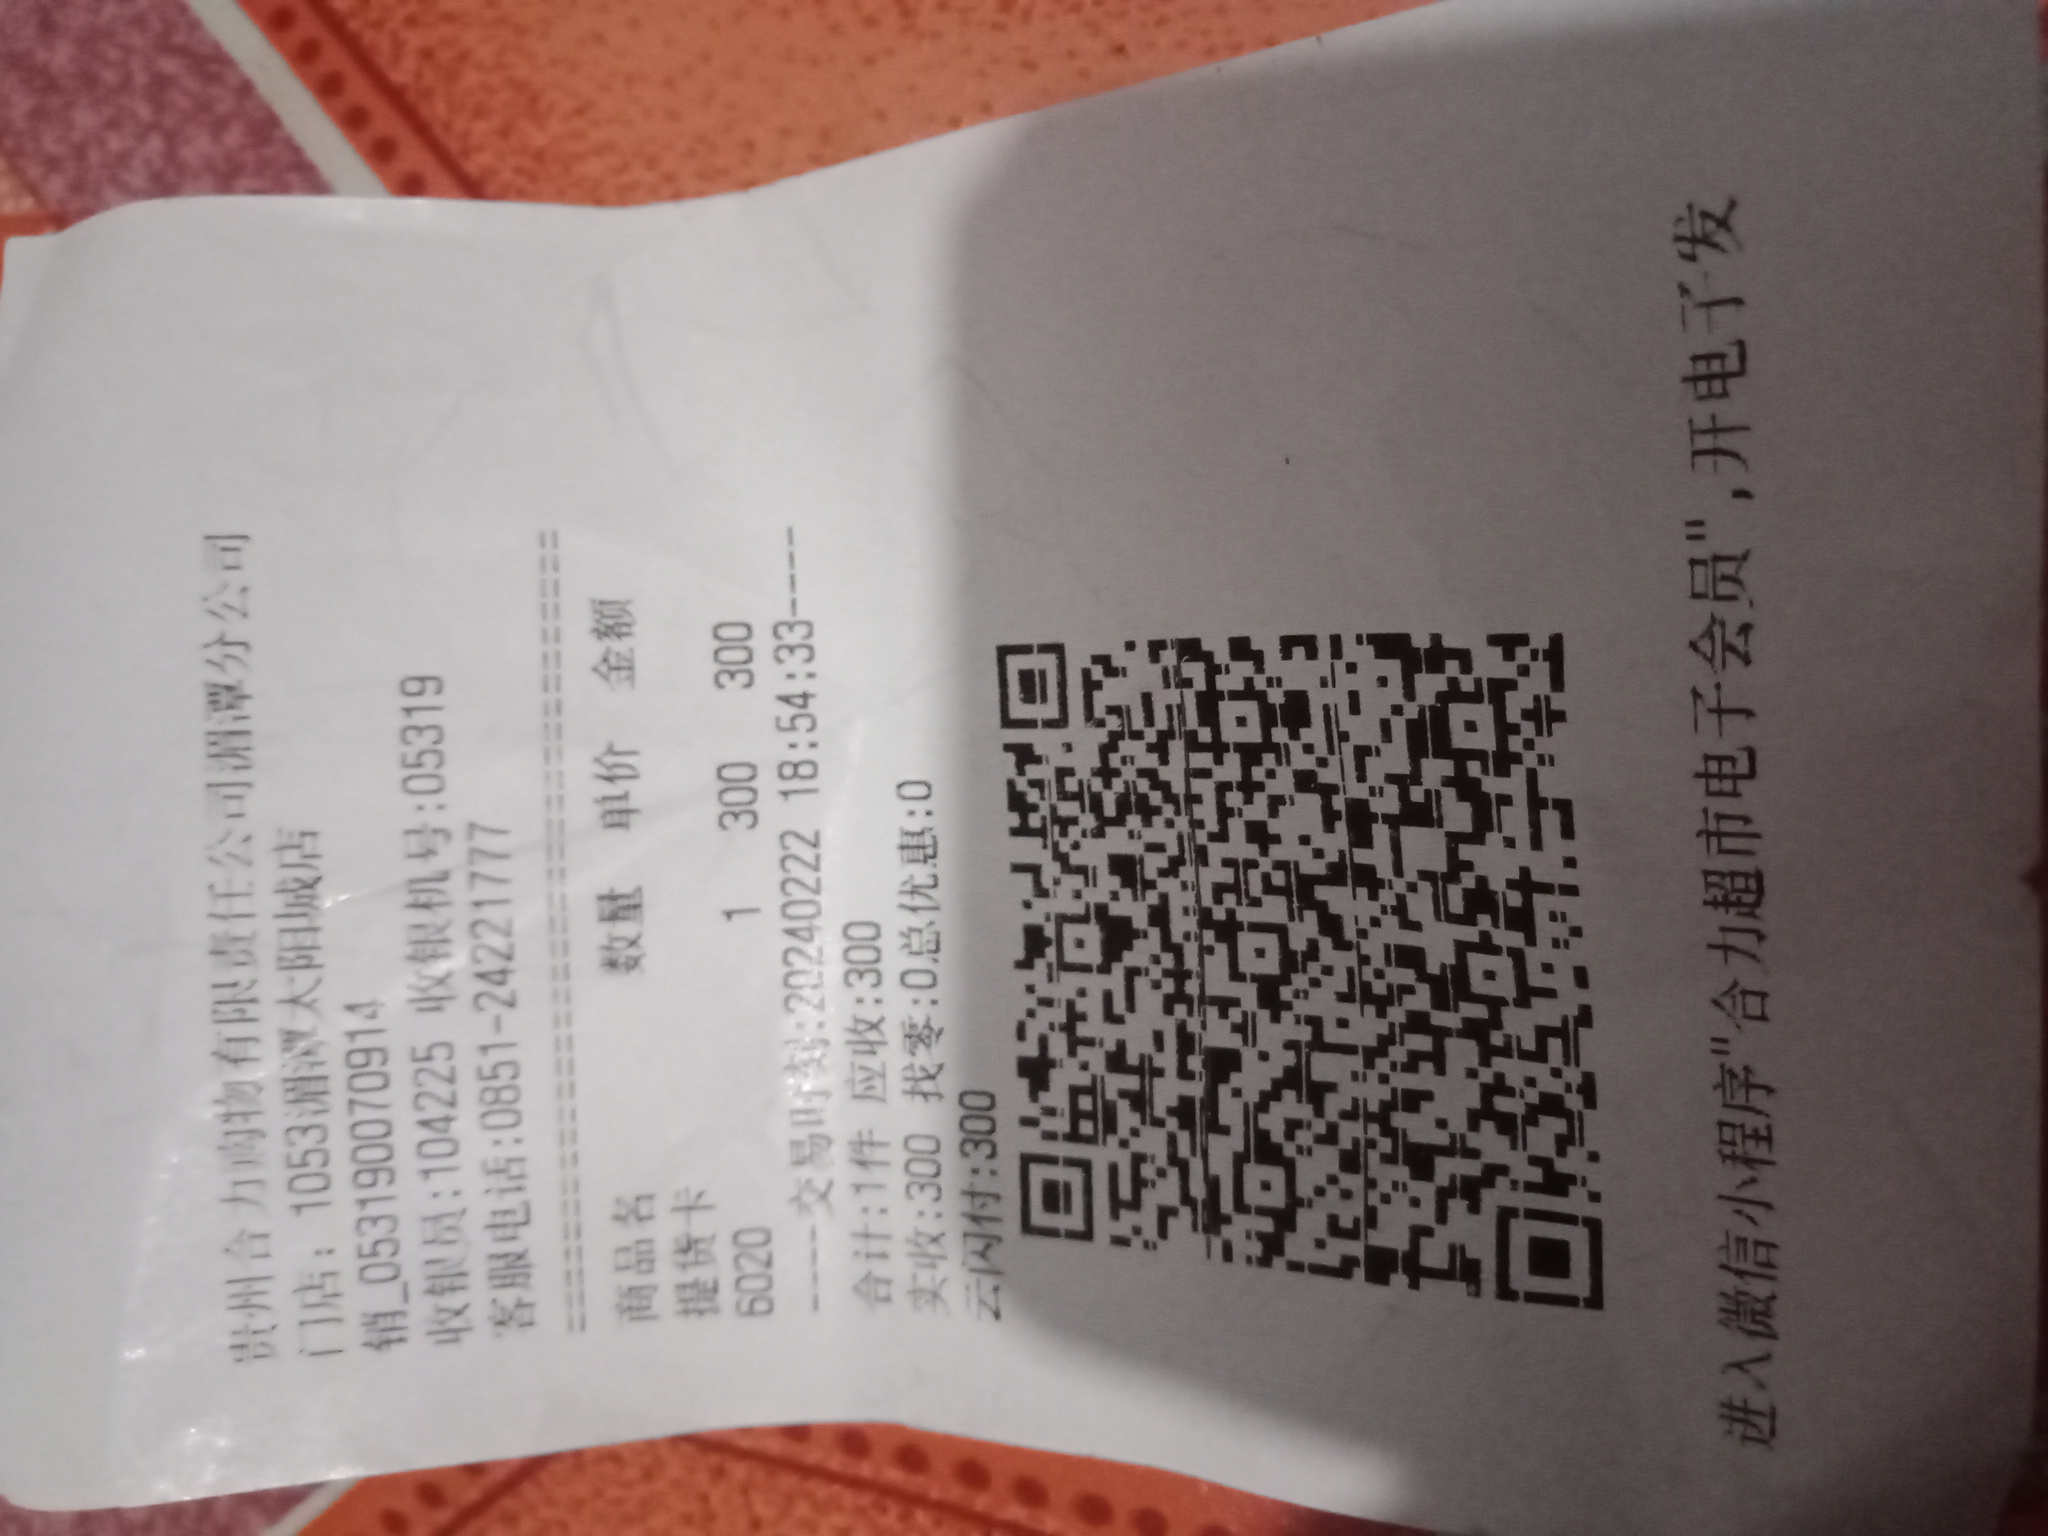 贵州合力购物有限责任公司湄潭分公司
门店：1053湄潭太阳城店
销_053190070914
收银员:104225 收银机号:05319
客服电话:0851-24221777
==================================
商品名 数量 单价 金额
提货卡
6020 1 300 300
----交易时刻:20240222 18:54:33----
合计:1件 应收:300
实收:300 找零:0总优惠:0
云闪付:300
进入微信小程序"合力超市电子会员",开电子发